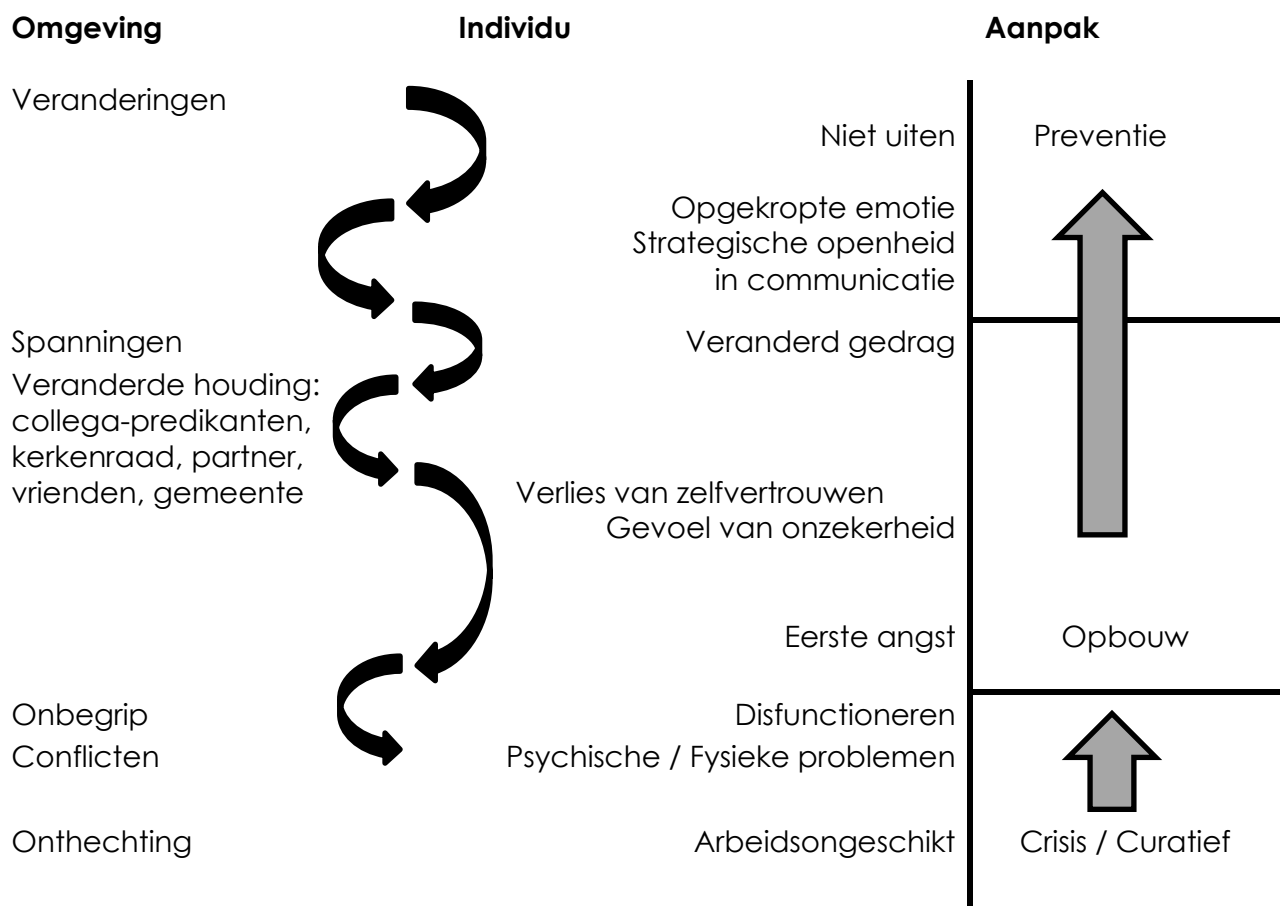 Omgeving
Individu
Aanpak
Veranderingen
Niet uiten
Preventie
Opgekropte emotie
Strategische openheid
in communicatie
Spanningen
Veranderd gedrag
Veranderde houding:
collega-predikanten,
kerkenraad, partner,
vrienden, gemeente
Verlies van zelfvertrouwen
Gevoel van onzekerheid
Eerste angst
Opbouw
Onbegrip
Disfunctioneren
Conflicten
Psychische / Fysieke problemen
Onthechting
Arbeidsongeschikt
Crisis / Curatief